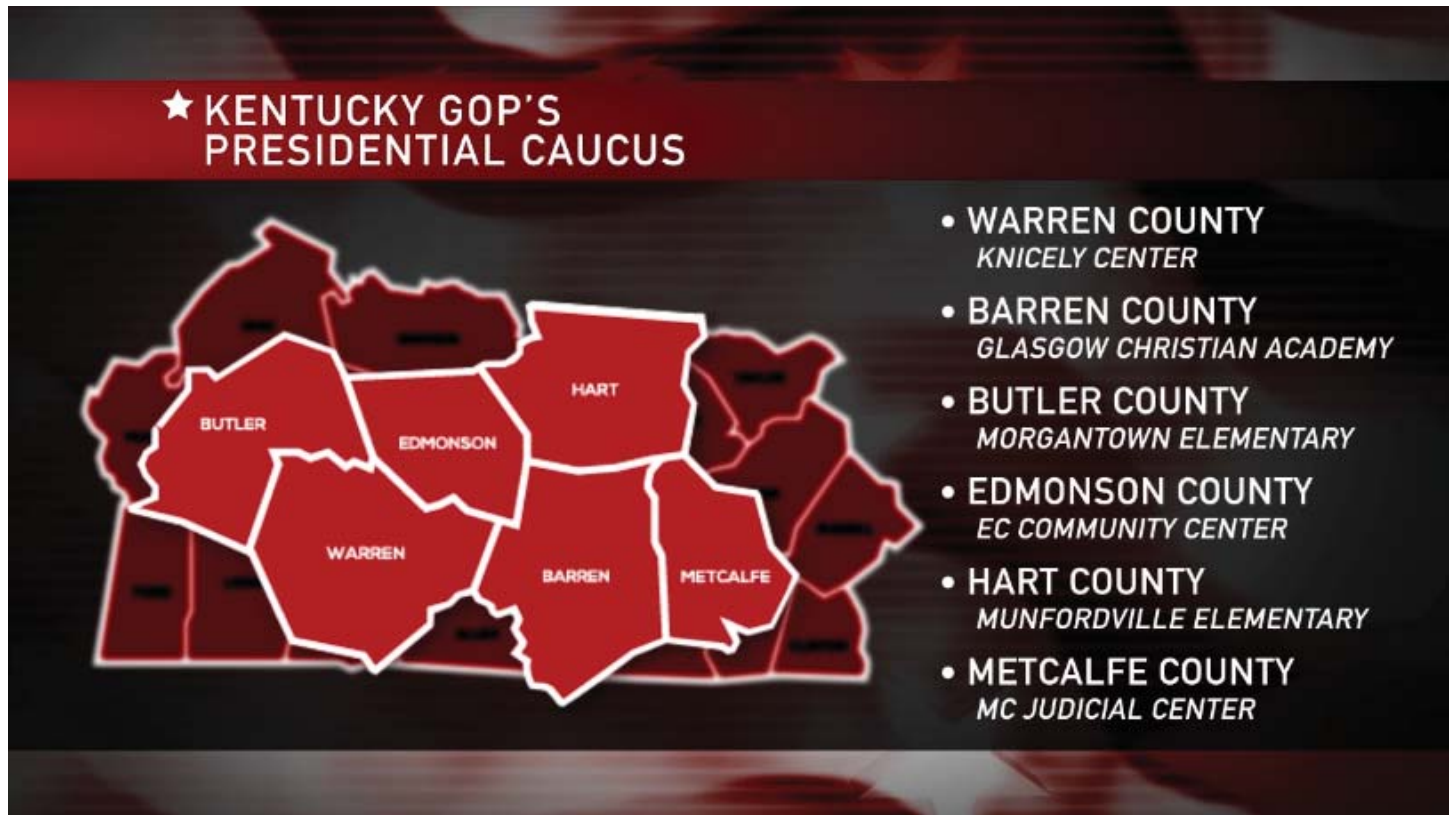 ★ KENTUCKY GOP'S
PRESIDENTIAL CAUCUS
• WARREN COUNTY
KNICELY CENTER
• BARREN COUNTY
GLASGOW CHRISTIAN ACADEMY
• BUTLER COUNTY
MORGANTOWN ELEMENTARY
• EDMONSON COUNTY
EC COMMUNITY CENTER
• HART COUNTY
MUNFORDVILLE ELEMENTARY
• METCALFE COUNTY
MC JUDICIAL CENTER
HART
BUTLER
EDMONSON
WARREN
BARREN
METCALFE